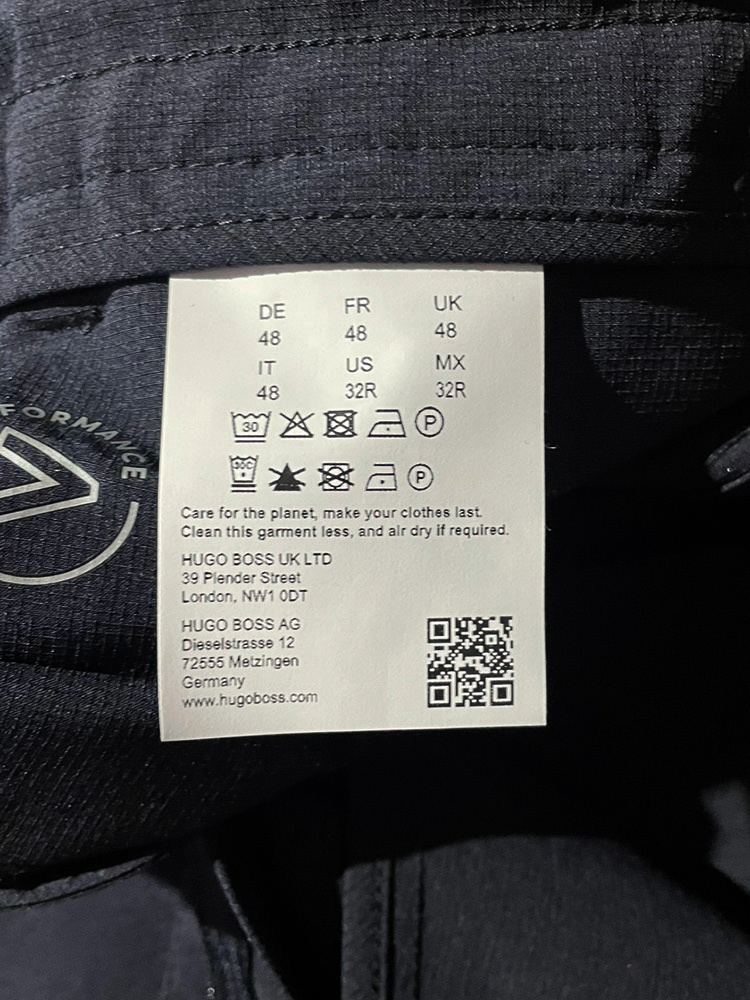 DE FR UK
48 48 48
IT US MX
48 32R 32R
30 P
30C P
Care for the planet, make your clothes last.
Clean this garment less, and air dry if required.
HUGO BOSS UK LTD
39 Plender Street
London, NW1 0DT
HUGO BOSS AG
Dieselstrasse 12
72555 Metzingen
Germany
www.hugoboss.com